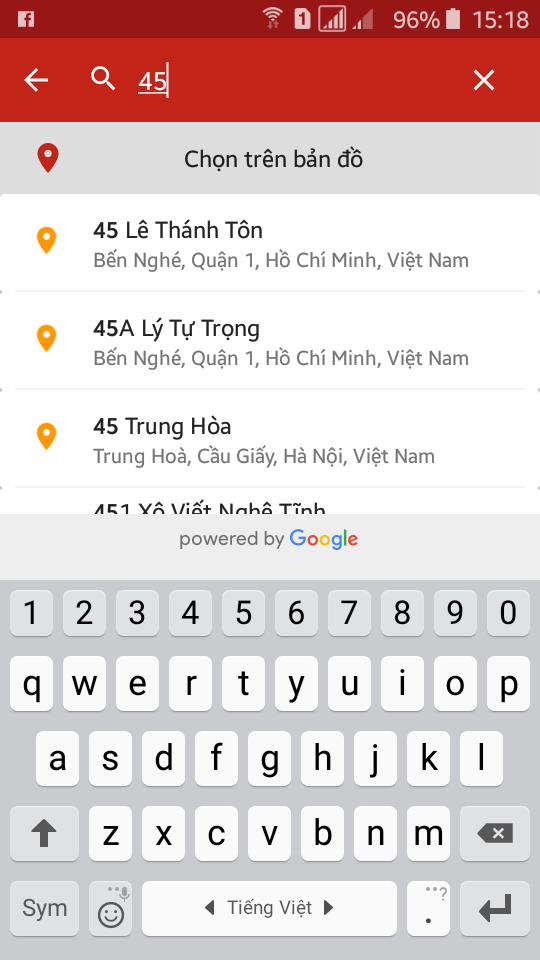 1 96% 15:18
45
Chọn trên bản đồ
45 Lê Thánh Tôn
Bến Nghé, Quận 1, Hồ Chí Minh, Việt Nam
45A Lý Tự Trọng
Bến Nghé, Quận 1, Hồ Chí Minh, Việt Nam
45 Trung Hòa
Trung Hoà, Cầu Giấy, Hà Nội, Việt Nam
451 Xô Viết Nghệ Tĩnh
powered by Google
1 2 3 4 5 6 7 8 9 0
q w e r t y u i o p
a s d f g h j k l
z x c v b n m
Sym Tiếng Việt . ?